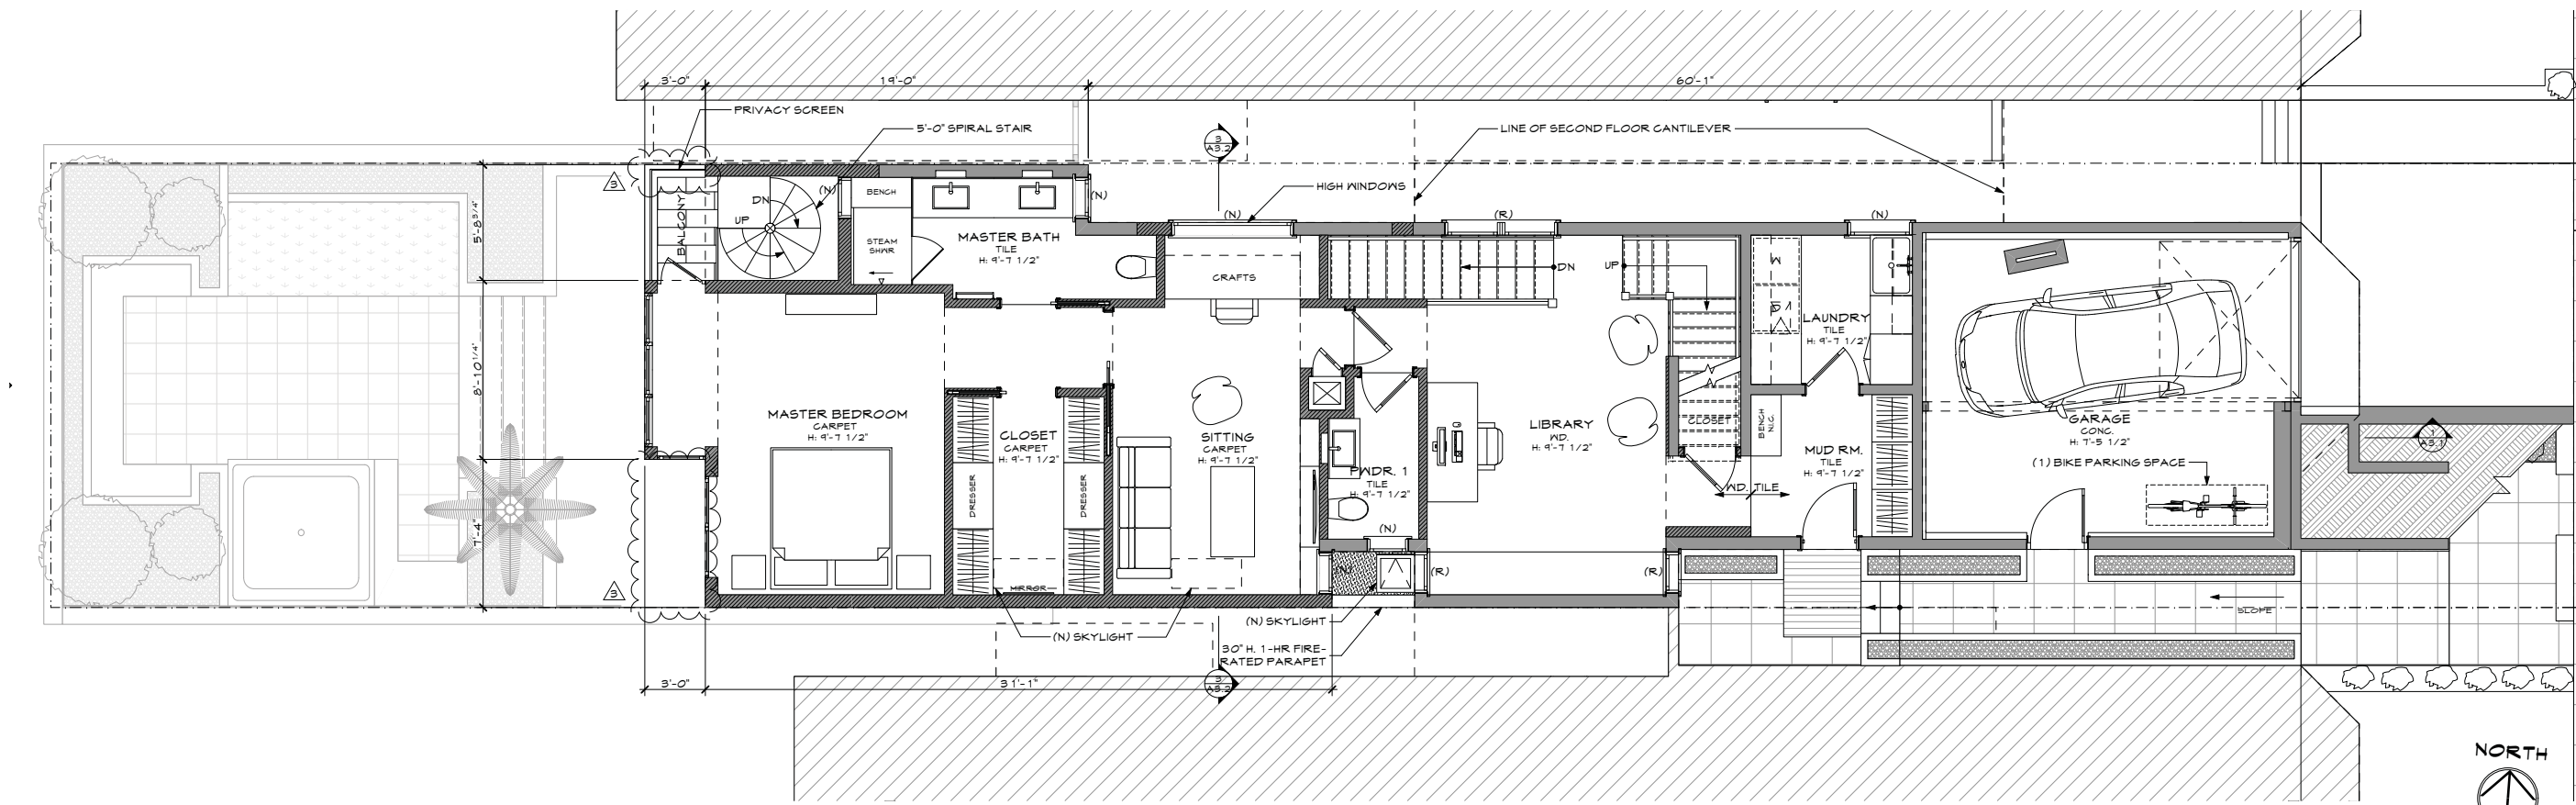 3'-0"
19'-0"
60'-1"
PRIVACY SCREEN
5'-0" SPIRAL STAIR
3
A3.2
LINE OF SECOND FLOOR CANTILEVER
3
(N)
BENCH
(N)
HIGH WINDOWS
DN
UP
BALCONY
5'-8 3/4"
STEAM
SHWR
MASTER BATH
TILE
H: 9'-7 1/2"
(N)
(R)
(N)
CRAFTS
DN
UP
LAUNDRY
TILE
H: 9'-7 1/2"
8'-10 1/4"
MASTER BEDROOM
CARPET
H: 9'-7 1/2"
CLOSET
CARPET
H: 9'-7 1/2"
SITTING
CARPET
H: 9'-7 1/2"
LIBRARY
WD.
H: 9'-7 1/2"
CLOSET
BENCH
N.I.C.
GARAGE
CONC.
H: 7'-5 1/2"
1
A3.1
MUD RM.
TILE
H: 9'-7 1/2"
(1) BIKE PARKING SPACE
PWDR. 1
TILE
H: 9'-7 1/2"
DRESSER
DRESSER
WD.
TILE
7'-4"
(N)
(N)
(R)
(R)
3
MIRROR
SLOPE
(N) SKYLIGHT
(N) SKYLIGHT
30" H. 1-HR FIRE-
RATED PARAPET
3'-0"
31'-1"
3
A3.2
NORTH